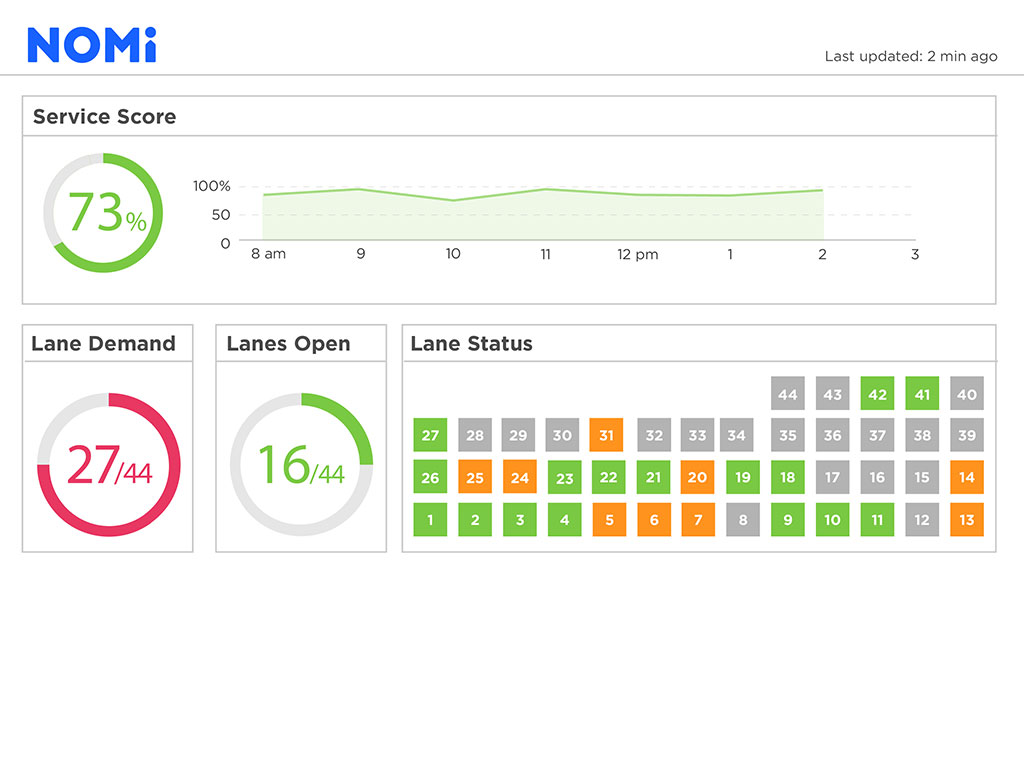 NOMi
Last updated: 2 min ago
Service Score
73%
100%
50
0
8 am 9 10 11 12 pm 1 2 3
Lane Demand
27/44
Lanes Open
16/44
Lane Status
44 43 42 41 40
27 28 29 30 31 32 33 34 35 36 37 38 39
26 25 24 23 22 21 20 19 18 17 16 15 14
1 2 3 4 5 6 7 8 9 10 11 12 13